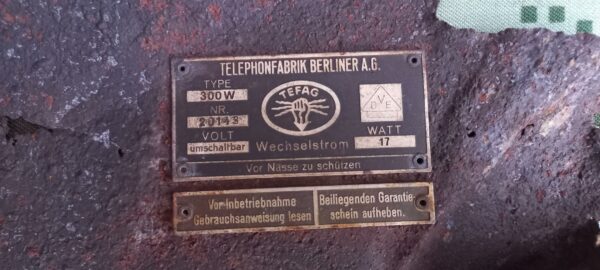 TELEPHONFABRIK BERLINER A.G.
TYPE
300W
NR.
20143
VOLT
umschaltbar
TEFAG
Wechselstrom
VDE
WATT
17
Vor Nässe zu schützen
Vor Inbetriebnahme
Gebrauchsanweisung lesen
Beiliegenden Garantie-
schein aufheben.